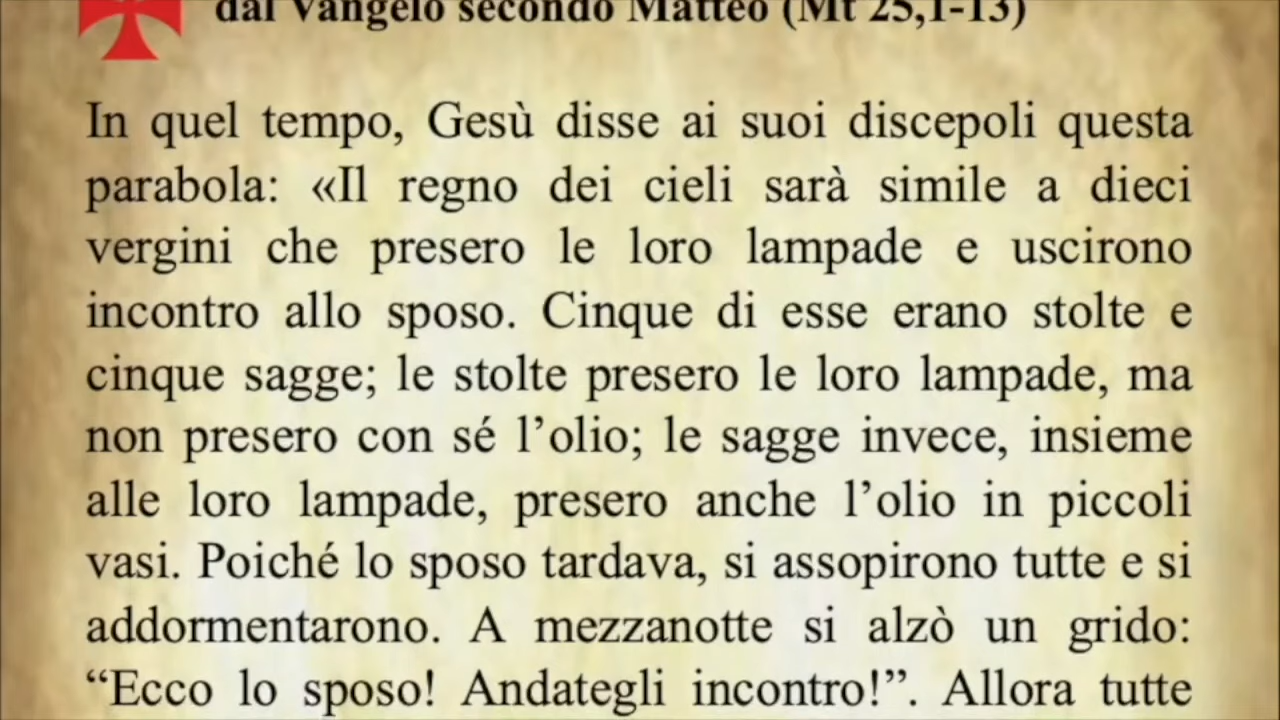 dal Vangelo secondo Matteo (Mt 25,1-13)
In quel tempo, Gesù disse ai suoi discepoli questa
parabola: «Il regno dei cieli sarà simile a dieci
vergini che presero le loro lampade e uscirono
incontro allo sposo. Cinque di esse erano stolte e
cinque sagge; le stolte presero le loro lampade, ma
non presero con sé l’olio; le sagge invece, insieme
alle loro lampade, presero anche l’olio in piccoli
vasi. Poiché lo sposo tardava, si assopirono tutte e si
addormentarono. A mezzanotte si alzò un grido:
“Ecco lo sposo! Andategli incontro!”. Allora tutte